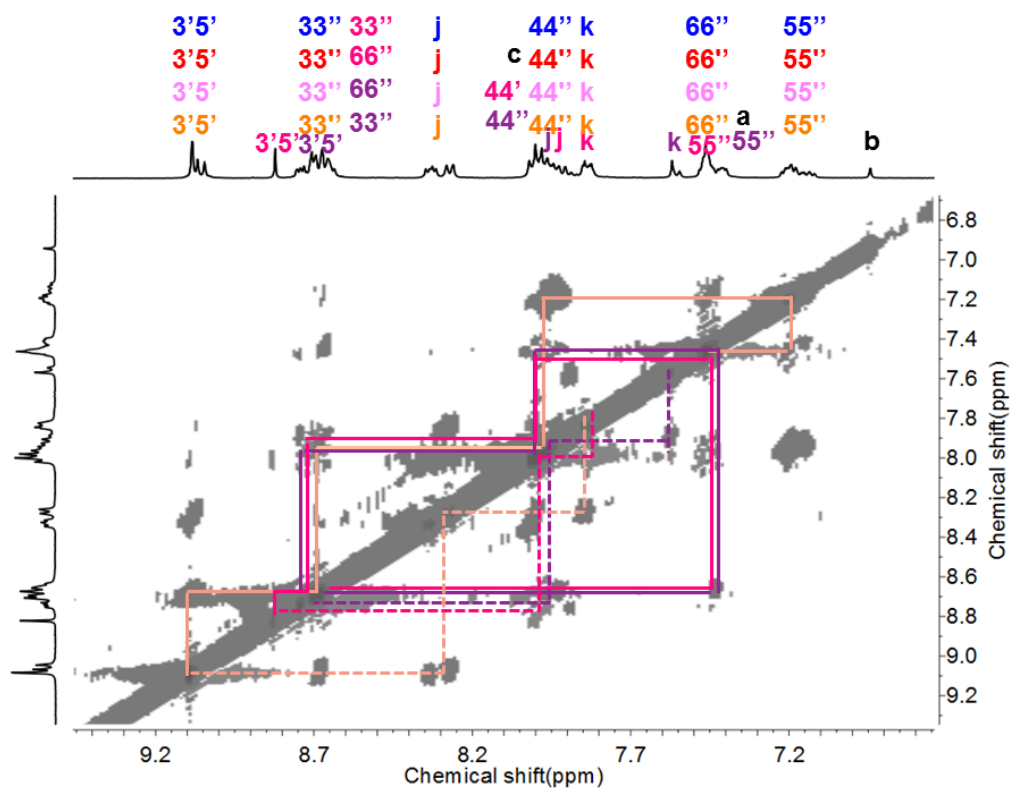 3’5’ 33’’ 33’’ j 44’’ k 66’’ 55’’
3’5’ 33’’ 66’’ j c 44’’ k 66’’ 55’’
3’5’ 33’’ 66’’ j 44’ 44’’ k 66’’ 55’’
3’5’ 33’’ 33’’ j 44’’ 44’’ k 66’’ a 55’’
3’5’ 3’5’ j j k k 55’’ 55’’ b
6.8
7.0
7.2
7.4
7.6
7.8
8.0
8.2
8.4
8.6
8.8
9.0
9.2
Chemical shift(ppm)
9.2 8.7 8.2 7.7 7.2
Chemical shift(ppm)